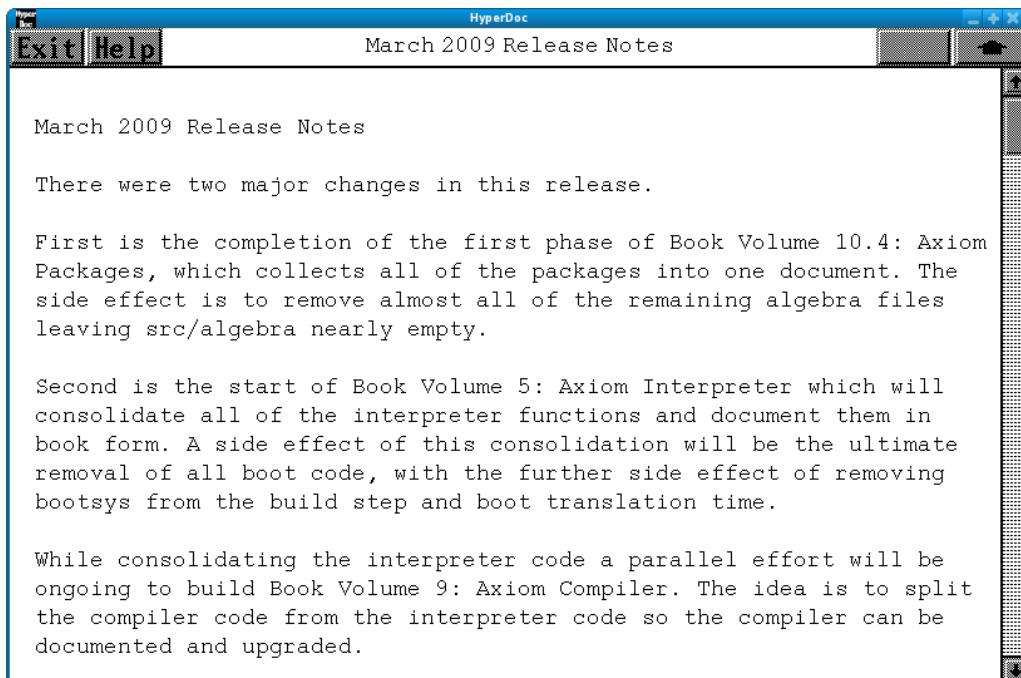 Hyper
Doc
HyperDoc
Exit Help March 2009 Release Notes
March 2009 Release Notes
There were two major changes in this release.
First is the completion of the first phase of Book Volume 10.4: Axiom
Packages, which collects all of the packages into one document. The
side effect is to remove almost all of the remaining algebra files
leaving src/algebra nearly empty.
Second is the start of Book Volume 5: Axiom Interpreter which will
consolidate all of the interpreter functions and document them in
book form. A side effect of this consolidation will be the ultimate
removal of all boot code, with the further side effect of removing
bootsys from the build step and boot translation time.
While consolidating the interpreter code a parallel effort will be
ongoing to build Book Volume 9: Axiom Compiler. The idea is to split
the compiler code from the interpreter code so the compiler can be
documented and upgraded.